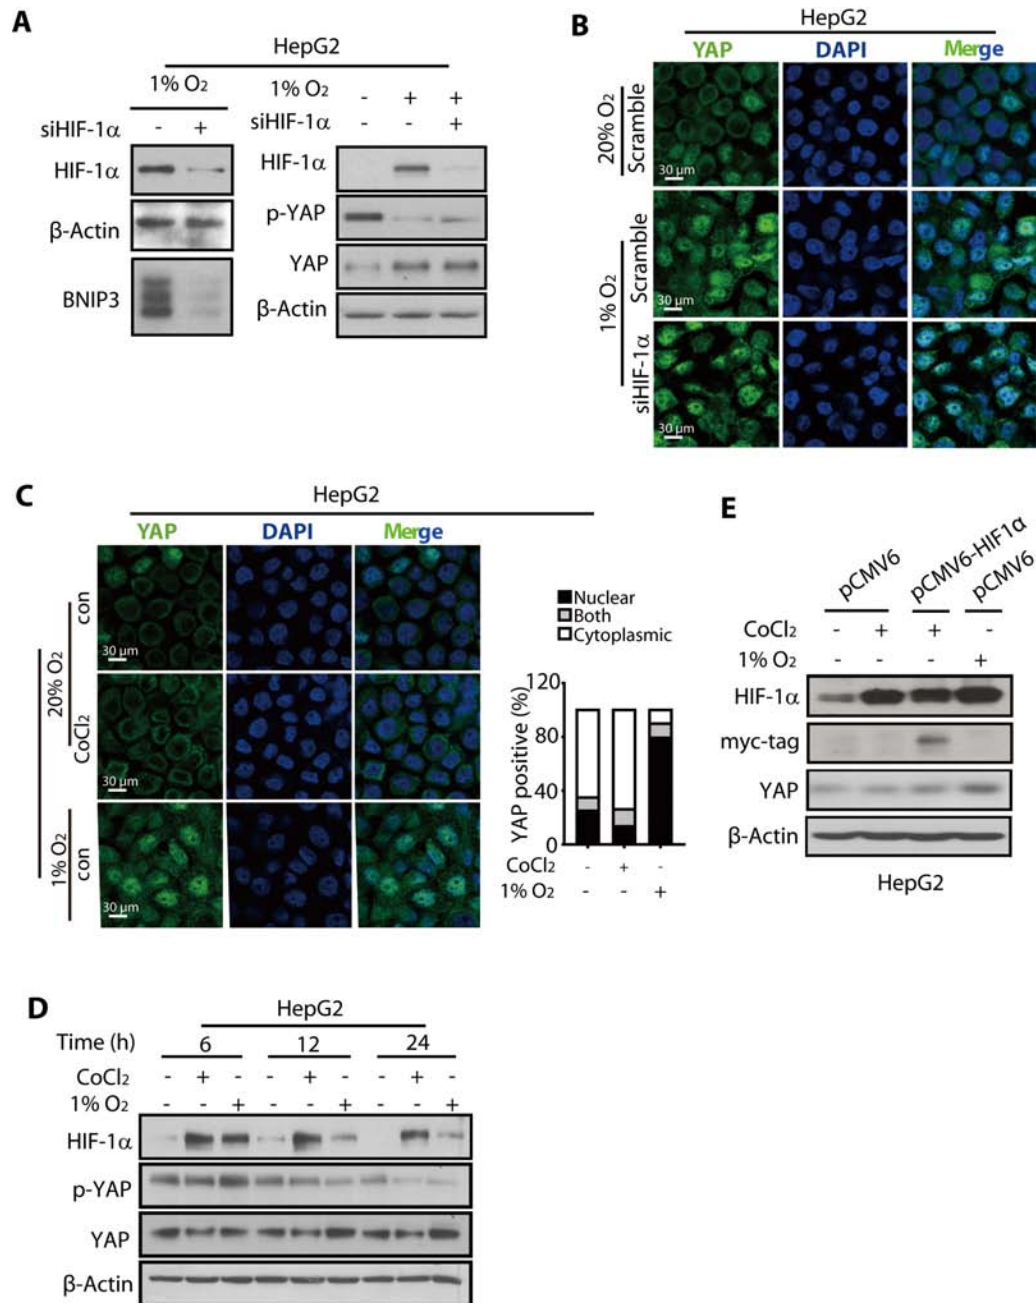 A
HepG2
1% O2
siHIF-1α - +
HIF-1α
β-Actin
BNIP3
1% O2 - + +
siHIF-1α - - +
HIF-1α
p-YAP
YAP
β-Actin
B
HepG2
YAP DAPI Merge
20% O2
Scramble
30 μm
1% O2
Scramble
30 μm
siHIF-1α
30 μm
C
HepG2
YAP DAPI Merge
20% O2
con
30 μm
CoCl2
30 μm
1% O2
con
30 μm
Nuclear
Both
Cytoplasmic
YAP positive (%)
120
80
40
0
CoCl2 - + -
1% O2 - - +
D
HepG2
Time (h) 6 12 24
CoCl2 - + - - + - - + -
1% O2 - - + - - + - - +
HIF-1α
p-YAP
YAP
β-Actin
E
pCMV6 pCMV6-HIF1α pCMV6
CoCl2 - + + -
1% O2 - - - +
HIF-1α
myc-tag
YAP
β-Actin
HepG2